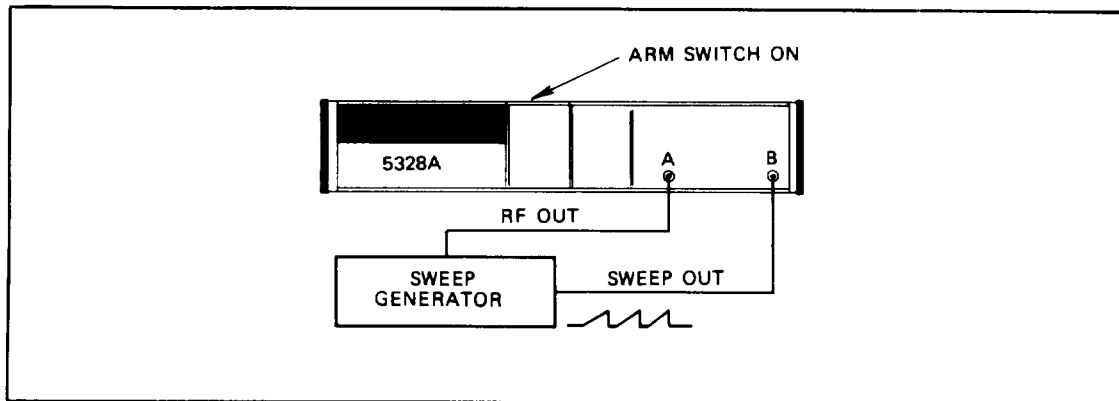 ARM SWITCH ON
5328A
A
B
RF OUT
SWEEP
GENERATOR
SWEEP OUT